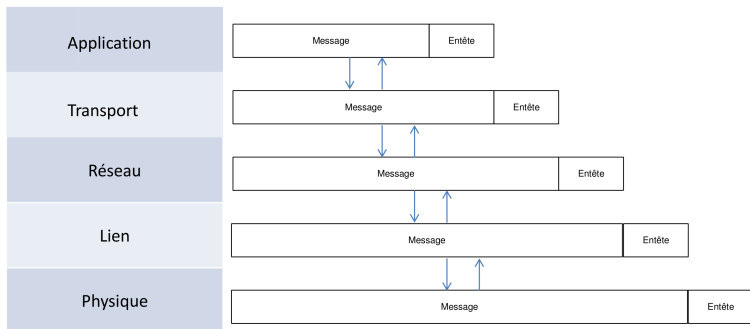 Application
Message
Entête
Transport
Message
Entête
Réseau
Message
Entête
Lien
Message
Entête
Physique
Message
Entête